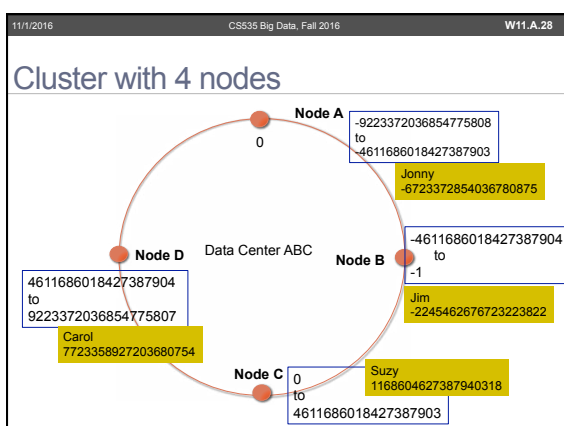 11/1/2016 CS535 Big Data, Fall 2016 W11.A.28
Cluster with 4 nodes
Node A
0
-9223372036854775808
to
-4611686018427387903
Jonny
-6723372854036780875
Data Center ABC
Node B
-4611686018427387904
to
-1
Jim
-2245462676723223822
Node C
0
to
4611686018427387903
Suzy
1168604627387940318
Node D
4611686018427387904
to
9223372036854775807
Carol
7723358927203680754